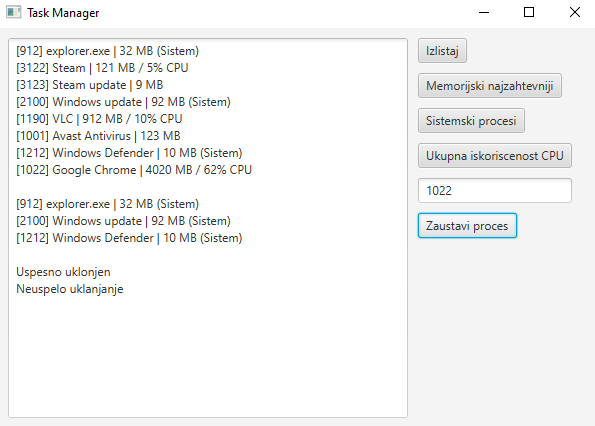 Task Manager
[912] explorer.exe | 32 MB (Sistem)
[3122] Steam | 121 MB / 5% CPU
[3123] Steam update | 9 MB
[2100] Windows update | 92 MB (Sistem)
[1190] VLC | 912 MB / 10% CPU
[1001] Avast Antivirus | 123 MB
[1212] Windows Defender | 10 MB (Sistem)
[1022] Google Chrome | 4020 MB / 62% CPU
[912] explorer.exe | 32 MB (Sistem)
[2100] Windows update | 92 MB (Sistem)
[1212] Windows Defender | 10 MB (Sistem)
Uspesno uklonjen
Neuspelo uklanjanje
Izlistaj
Memorijski najzahtevniji
Sistemski procesi
Ukupna iskoriscenost CPU
1022
Zaustavi proces